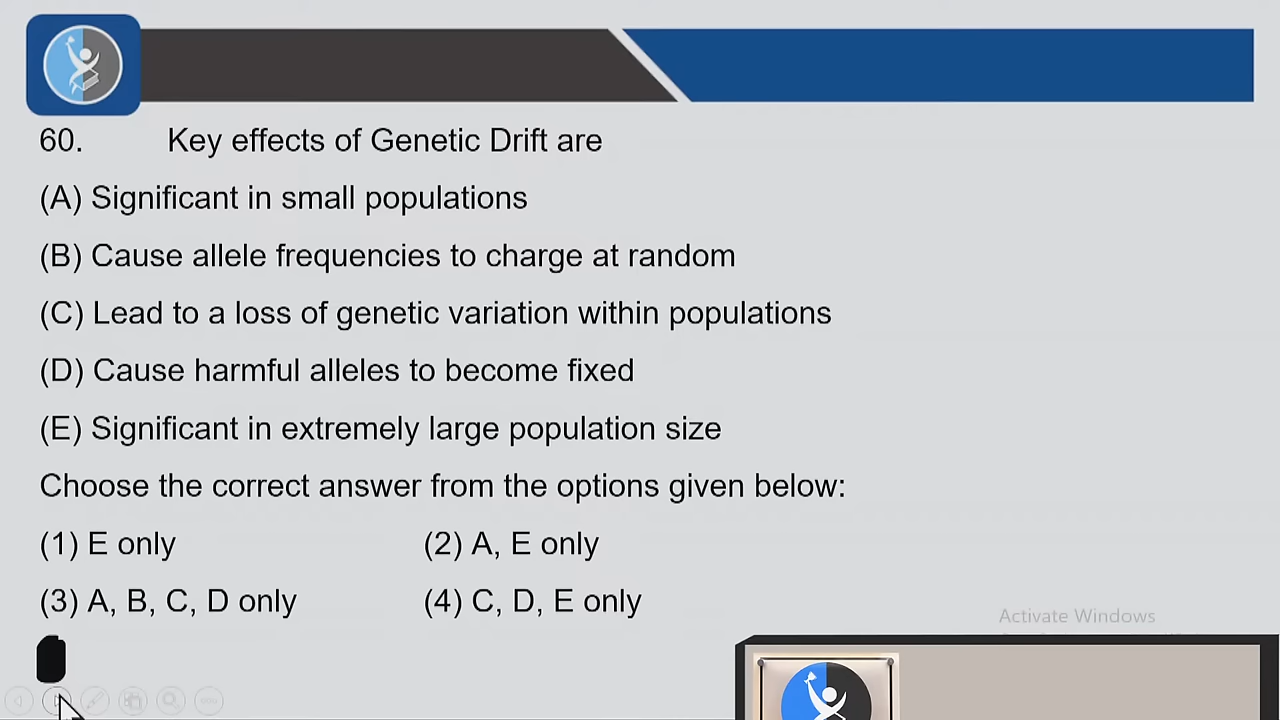 60. Key effects of Genetic Drift are
(A) Significant in small populations
(B) Cause allele frequencies to charge at random
(C) Lead to a loss of genetic variation within populations
(D) Cause harmful alleles to become fixed
(E) Significant in extremely large population size
Choose the correct answer from the options given below:
(1) E only (2) A, E only
(3) A, B, C, D only (4) C, D, E only
Activate Windows